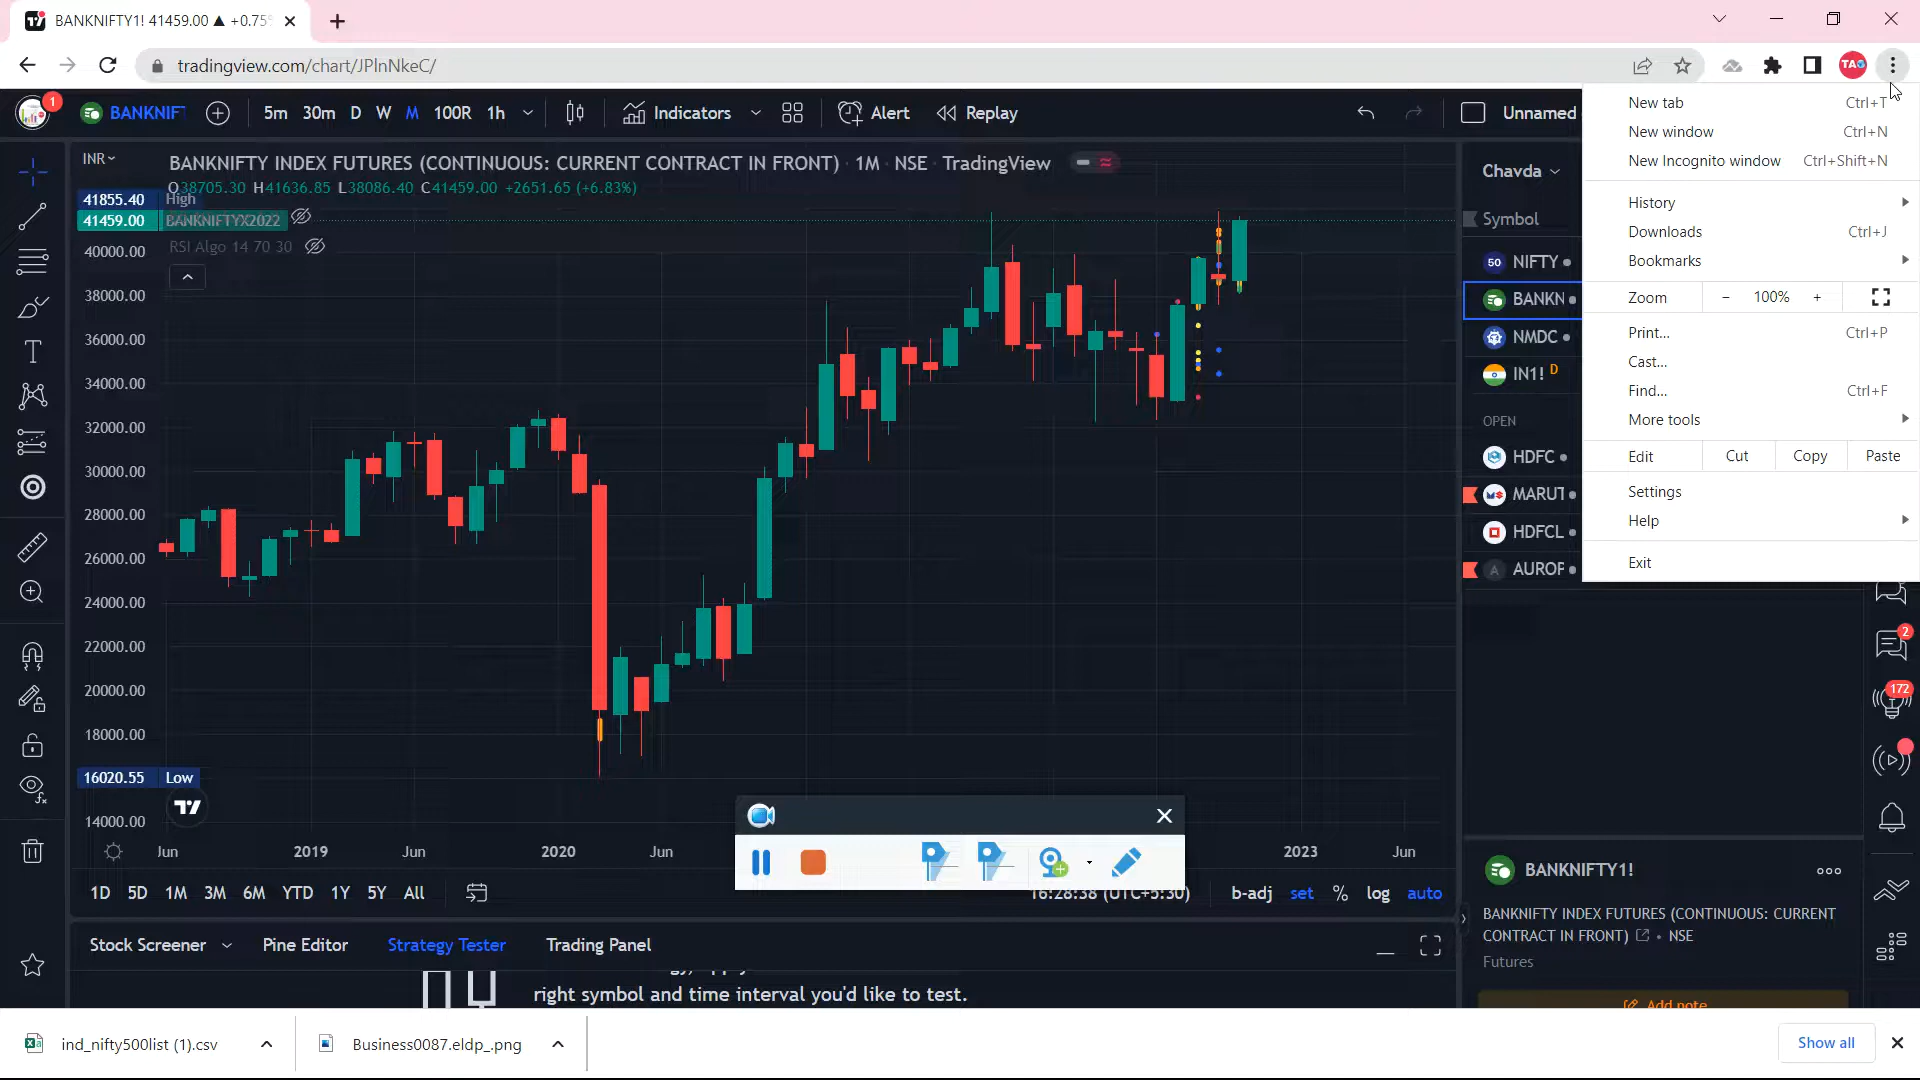 BANKNIFTY1! 41459.00 ▲ +0.75%
tradingview.com/chart/JPlnNkeC/
TAG
1
BANKNIFT
5m 30m D W M 100R 1h
Indicators
Alert
Replay
Unnamed
INR
BANKNIFTY INDEX FUTURES (CONTINUOUS: CURRENT CONTRACT IN FRONT) · 1M · NSE · TradingView
O38705.30 H41636.85 L38086.40 C41459.00 +2651.65 (+6.83%)
41855.40 High
41459.00 BANKNIFTYX2022
RSI Algo 14 70 30
40000.00
38000.00
36000.00
34000.00
32000.00
30000.00
28000.00
26000.00
24000.00
22000.00
20000.00
18000.00
16020.55 Low
14000.00
Jun 2019 Jun 2020 Jun 2023 Jun
1D 5D 1M 3M 6M YTD 1Y 5Y All
16:28:38 (UTC+5:30)
b-adj set % log auto
Stock Screener Pine Editor Strategy Tester Trading Panel
right symbol and time interval you'd like to test.
Chavda
Symbol
50 NIFTY
BANKN
NMDC
IN1! D
OPEN
HDFC
MARUT
HDFCL
A AUROF
New tab Ctrl+T
New window Ctrl+N
New Incognito window Ctrl+Shift+N
History
Downloads Ctrl+J
Bookmarks
Zoom - 100% +
Print... Ctrl+P
Cast...
Find... Ctrl+F
More tools
Edit Cut Copy Paste
Settings
Help
Exit
2
172
BANKNIFTY1!
BANKNIFTY INDEX FUTURES (CONTINUOUS: CURRENT
CONTRACT IN FRONT) • NSE
Futures
Add note
ind_nifty500list (1).csv
Business0087.eldp_.png
Show all